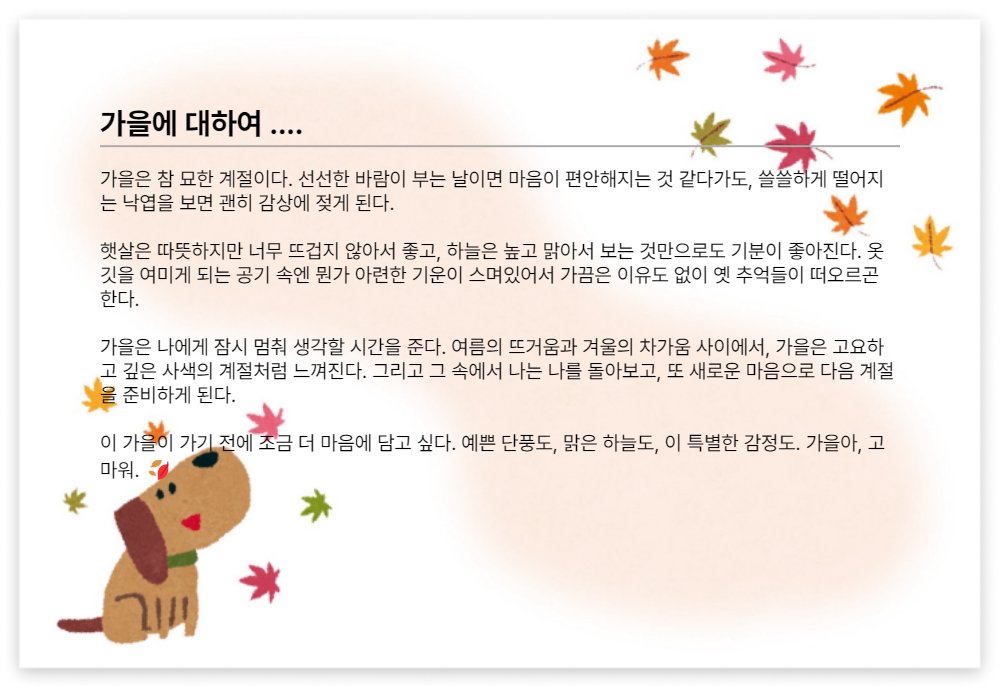 가을에 대하여 ....
가을은 참 묘한 계절이다. 선선한 바람이 부는 날이면 마음이 편안해지는 것 같다가도, 쓸쓸하게 떨어지
는 낙엽을 보면 괜히 감상에 젖게 된다.
햇살은 따뜻하지만 너무 뜨겁지 않아서 좋고, 하늘은 높고 맑아서 보는 것만으로도 기분이 좋아진다. 옷
깃을 여미게 되는 공기 속엔 뭔가 아련한 기운이 스며있어서 가끔은 이유도 없이 옛 추억들이 떠오르곤
한다.
가을은 나에게 잠시 멈춰 생각할 시간을 준다. 여름의 뜨거움과 겨울의 차가움 사이에서, 가을은 고요하
고 깊은 사색의 계절처럼 느껴진다. 그리고 그 속에서 나는 나를 돌아보고, 또 새로운 마음으로 다음 계절
을 준비하게 된다.
이 가을이 가기 전에 조금 더 마음에 담고 싶다. 예쁜 단풍도, 맑은 하늘도, 이 특별한 감정도. 가을아, 고
마워. 🍂